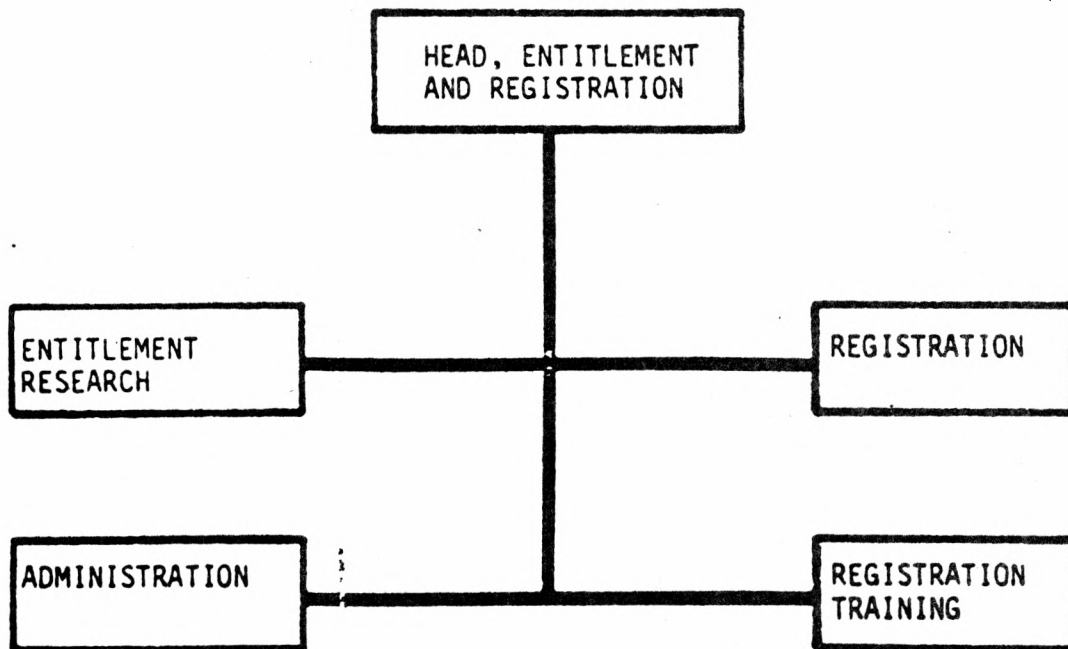 HEAD, ENTITLEMENT
AND REGISTRATION
ENTITLEMENT
RESEARCH
REGISTRATION
ADMINISTRATION
REGISTRATION
TRAINING